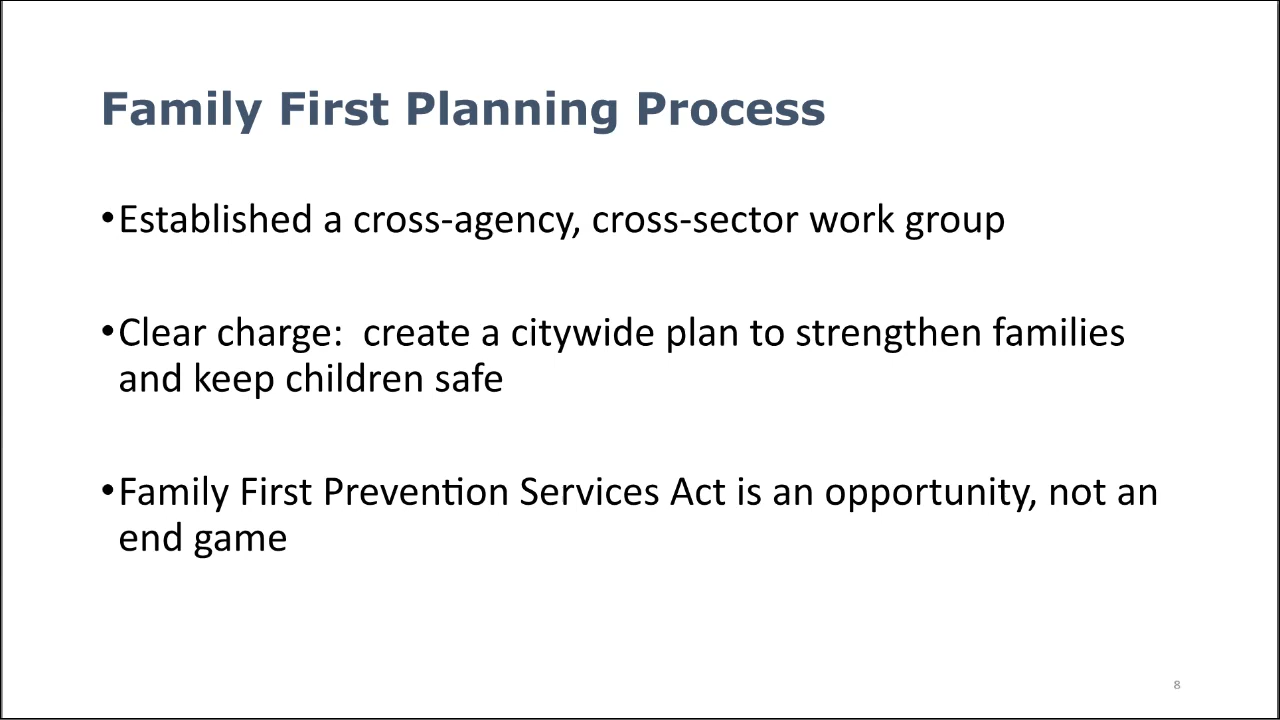 Family First Planning Process
•Established a cross-agency, cross-sector work group
•Clear charge:  create a citywide plan to strengthen families
and keep children safe
•Family First Prevention Services Act is an opportunity, not an
end game
8